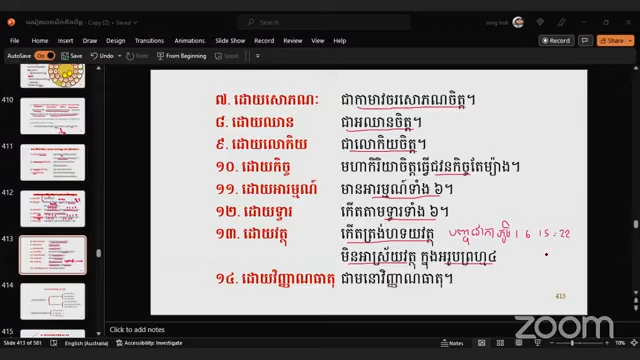 Saved
Search
File Home Insert Draw Design Transitions Animations Slide Show Record Review View Help Acrobat
Comments Share
AutoSave On Undo From Beginning
៧. ដោយសោភណៈ ជាកាមាវចរសោភណចិត្ត។
៨. ដោយឈាន ជាអឈានចិត្ត។
៩. ដោយលោកិយ ជាលោកិយចិត្ត។
១០. ដោយកិច្ច មហាកិរិយាចិត្តធ្វើជវនកិច្ចតែម៉្យាង។
១១. ដោយអារម្មណ៍ មានអារម្មណ៍ទាំង ៦។
១២. ដោយទ្វារ កើតតាមទ្វារទាំង ៦។
១៣. ដោយវត្ថុ កើតត្រង់ហទយវត្ថុ
មិនអាស្រ័យវត្ថុ ក្នុងអរូបព្រហ្ម៤
១៤. ដោយវិញ្ញាណធាតុ ជាមនោវិញ្ញាណធាតុ។
413
410
411
412
413
414
415
Click to add notes
Slide 413 of 581 English (Australia) Accessibility: Investigate Notes 70%
zoom